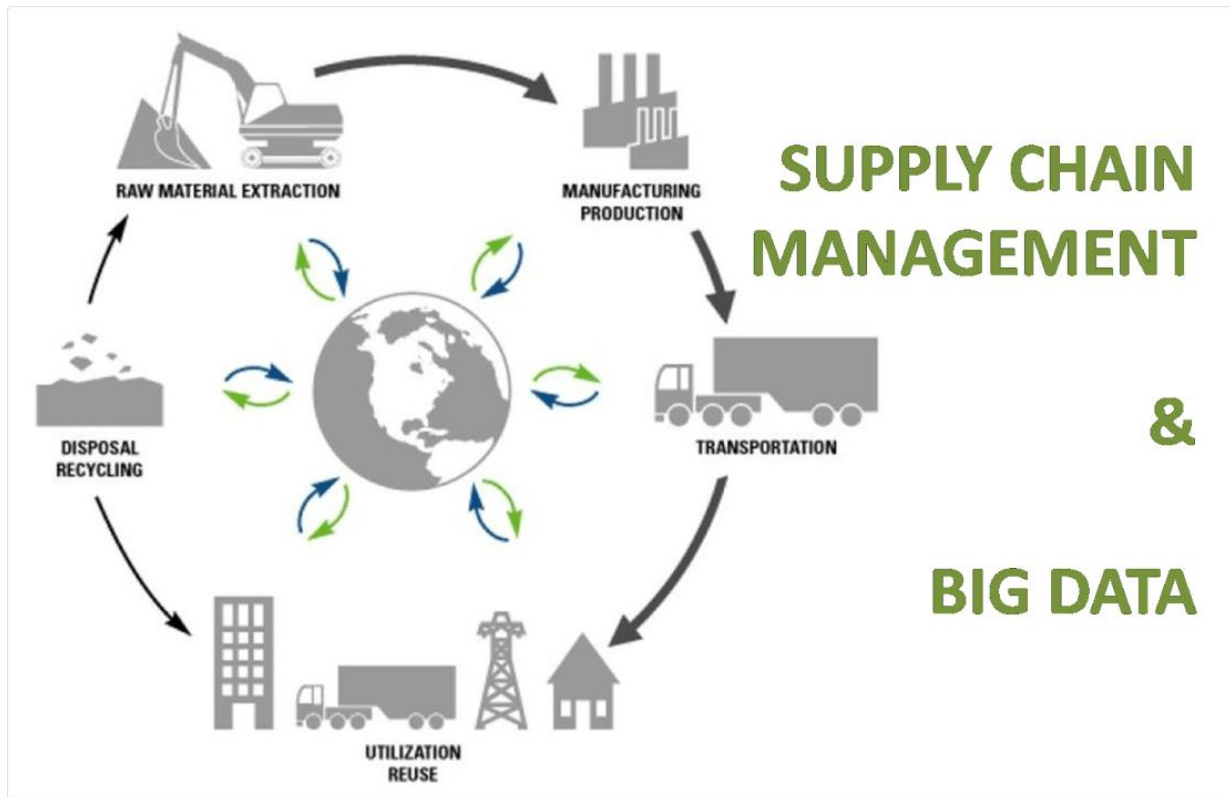 RAW MATERIAL EXTRACTION
MANUFACTURING
PRODUCTION
SUPPLY CHAIN
MANAGEMENT
&
BIG DATA
TRANSPORTATION
DISPOSAL
RECYCLING
UTILIZATION
REUSE